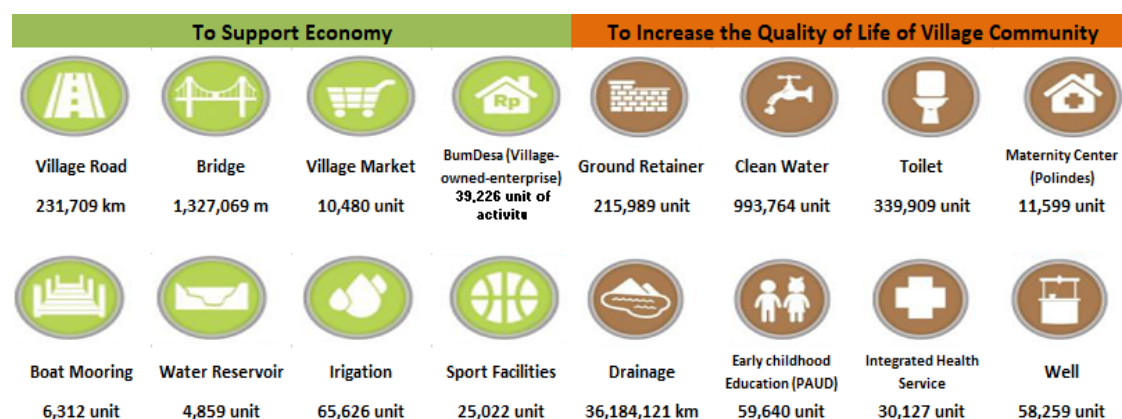 To Support Economy
To Increase the Quality of Life of Village Community
Rp
Village Road
Bridge
Village Market
BumDesa (Village-
owned-enterprise)
Ground Retainer
Clean Water
Toilet
Maternity Center
(Polindes)
231,709 km
1,327,069 m
10,480 unit
39,226 unit of
activitu
215,989 unit
993,764 unit
339,909 unit
11,599 unit
Boat Mooring
Water Reservoir
Irigation
Sport Facilities
Drainage
Early childhood
Education (PAUD)
Integrated Health
Service
Well
6,312 unit
4,859 unit
65,626 unit
25,022 unit
36,184,121 km
59,640 unit
30,127 unit
58,259 unit